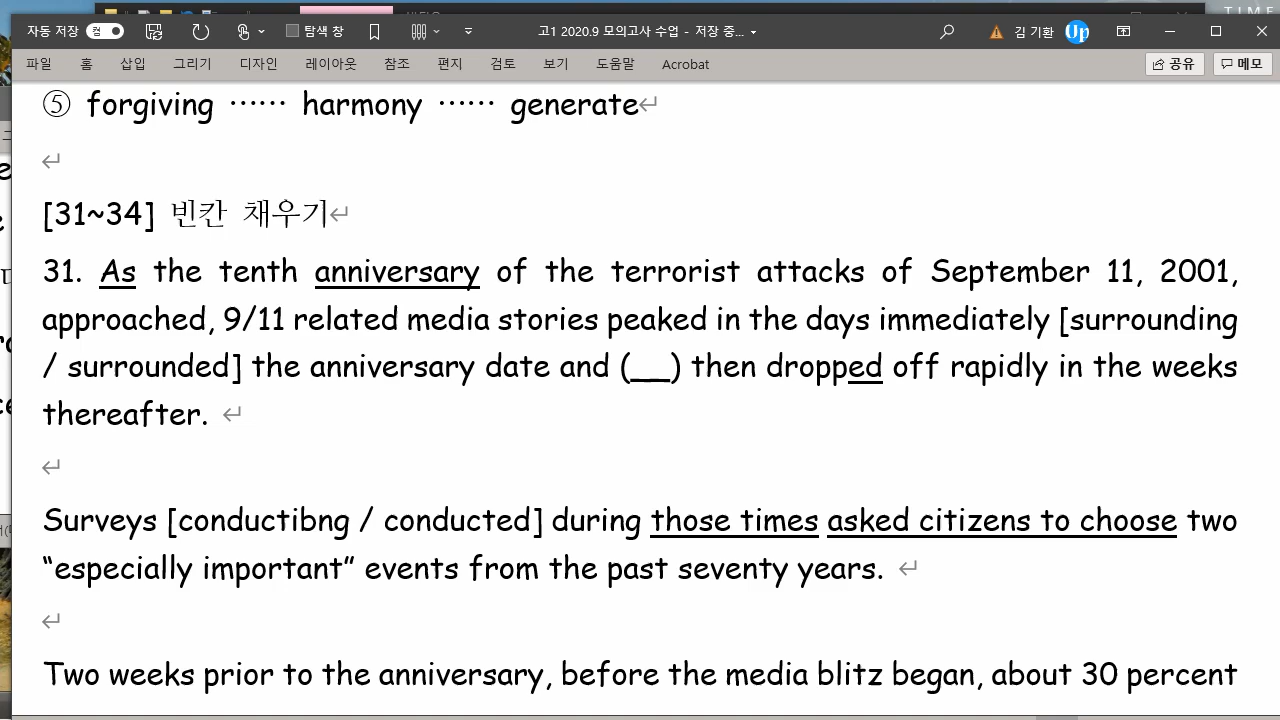 TIME
자동 저장 컴 탐색 창 고1 2020.9 모의고사 수업 - 저장 중... 김 기환 Up
파일 홈 삽입 그리기 디자인 레이아웃 참조 편지 검토 보기 도움말 Acrobat 공유 메모
⑤ forgiving ······ harmony ······ generate↵
↵
[31~34] 빈칸 채우기↵
31. As the tenth anniversary of the terrorist attacks of September 11, 2001,
approached, 9/11 related media stories peaked in the days immediately [surrounding
/ surrounded] the anniversary date and (__) then dropped off rapidly in the weeks
thereafter. ↵
↵
Surveys [conductibng / conducted] during those times asked citizens to choose two
“especially important” events from the past seventy years. ↵
↵
Two weeks prior to the anniversary, before the media blitz began, about 30 percent